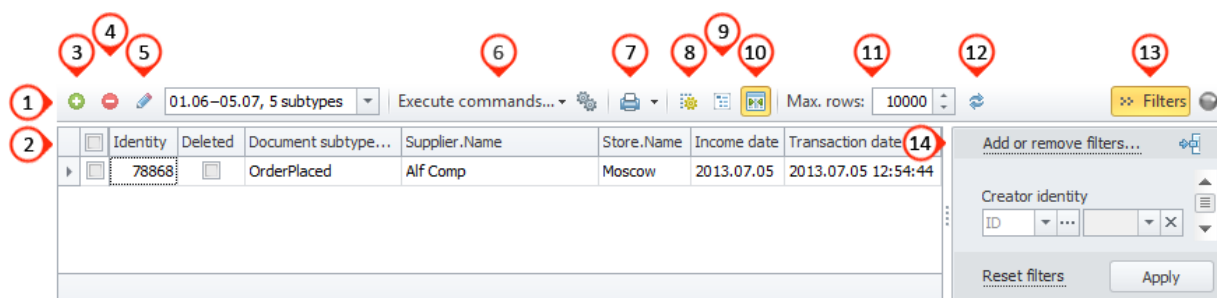 4 9
3 5 6 7 8 10 11 12 13
1 01.06–05.07, 5 subtypes Execute commands... Max. rows: 10000 >> Filters
2 Identity Deleted Document subtype... Supplier.Name Store.Name Income date Transaction date 14 Add or remove filters...
78868 OrderPlaced Alf Comp Moscow 2013.07.05 2013.07.05 12:54:44
Creator identity
ID ...
Reset filters Apply